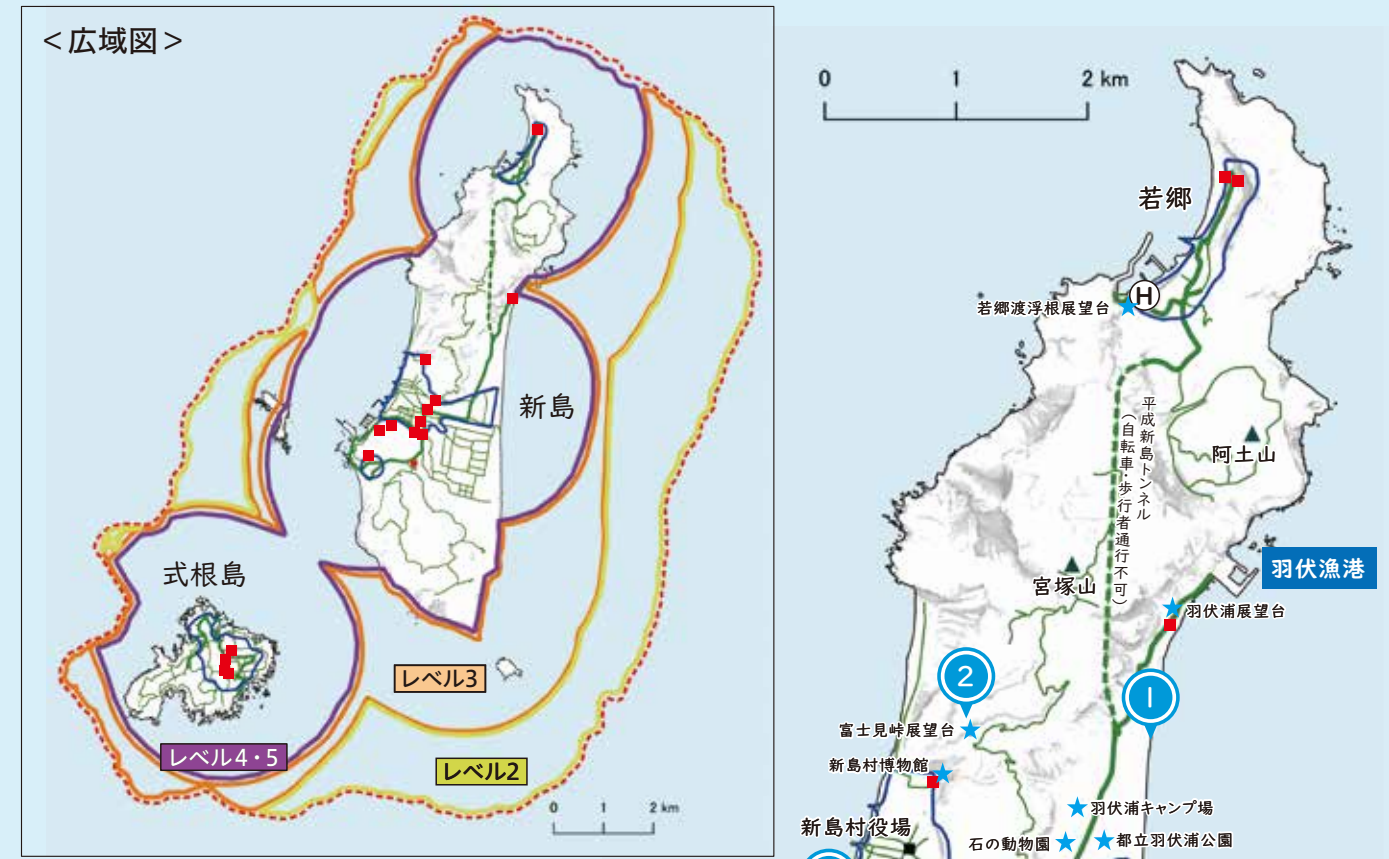 ＜広域図＞
新島
式根島
レベル3
レベル4・5
レベル2
0 1 2 km
0 1 2 km
若郷
H
若郷渡浮根展望台
平成新島トンネル
（自転車・歩行者通行不可）
阿土山
羽伏漁港
宮塚山
羽伏浦展望台
2
1
富士見峠展望台
新島村博物館
羽伏浦キャンプ場
新島村役場
石の動物園
都立羽伏浦公園